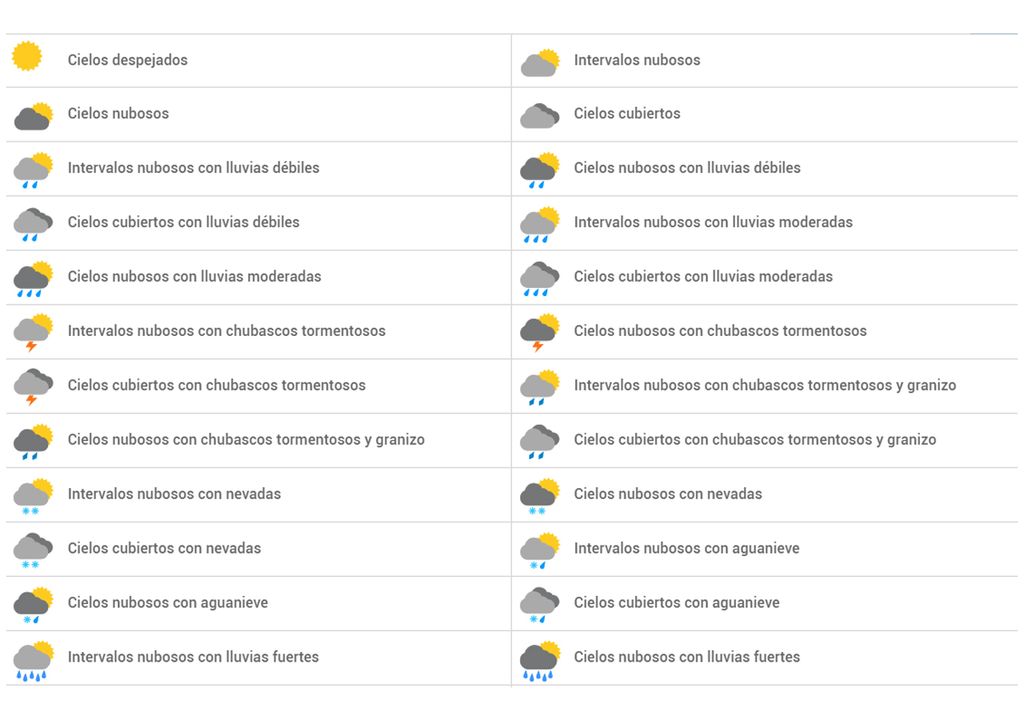 Cielos despejados
Intervalos nubosos
Cielos nubosos
Cielos cubiertos
Intervalos nubosos con lluvias débiles
Cielos nubosos con lluvias débiles
Cielos cubiertos con lluvias débiles
Intervalos nubosos con lluvias moderadas
Cielos nubosos con lluvias moderadas
Cielos cubiertos con lluvias moderadas
Intervalos nubosos con chubascos tormentosos
Cielos nubosos con chubascos tormentosos
Cielos cubiertos con chubascos tormentosos
Intervalos nubosos con chubascos tormentosos y granizo
Cielos nubosos con chubascos tormentosos y granizo
Cielos cubiertos con chubascos tormentosos y granizo
Intervalos nubosos con nevadas
Cielos nubosos con nevadas
Cielos cubiertos con nevadas
Intervalos nubosos con aguanieve
Cielos nubosos con aguanieve
Cielos cubiertos con aguanieve
Intervalos nubosos con lluvias fuertes
Cielos nubosos con lluvias fuertes